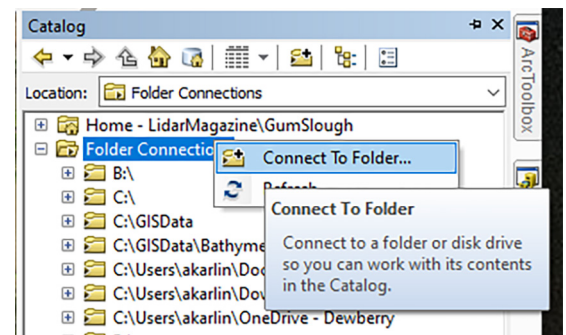 Catalog
ArcToolbox
Location: Folder Connections
Home - LidarMagazine\GumSlough
Folder Connectio
Connect To Folder...
B:\
Refresh
C:\
Connect To Folder
C:\GISData
Connect to a folder or disk drive
so you can work with its contents
in the Catalog.
C:\GISData\Bathyme
C:\Users\akarlin\Doc
C:\Users\akarlin\Dov
C:\Users\akarlin\OneDrive - Dewberry